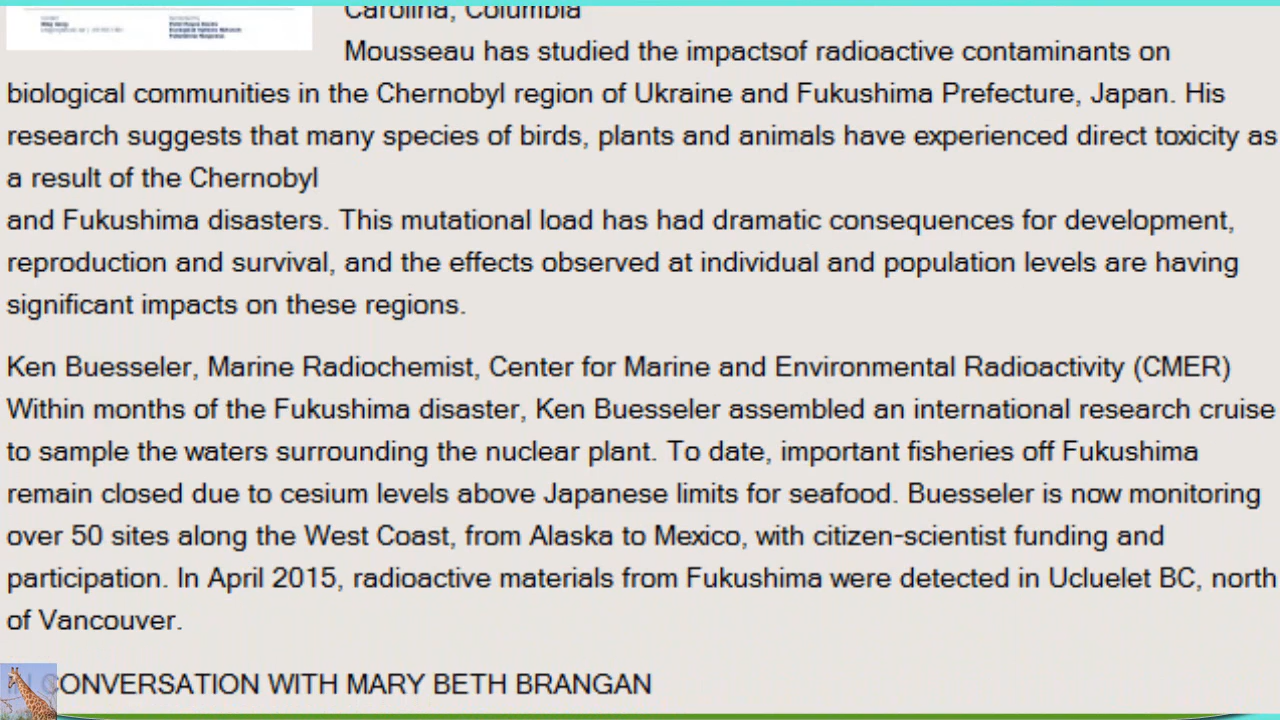 Carolina, Columbia
Mousseau has studied the impactsof radioactive contaminants on
biological communities in the Chernobyl region of Ukraine and Fukushima Prefecture, Japan. His
research suggests that many species of birds, plants and animals have experienced direct toxicity as
a result of the Chernobyl
and Fukushima disasters. This mutational load has had dramatic consequences for development,
reproduction and survival, and the effects observed at individual and population levels are having
significant impacts on these regions.
Ken Buesseler, Marine Radiochemist, Center for Marine and Environmental Radioactivity (CMER)
Within months of the Fukushima disaster, Ken Buesseler assembled an international research cruise
to sample the waters surrounding the nuclear plant. To date, important fisheries off Fukushima
remain closed due to cesium levels above Japanese limits for seafood. Buesseler is now monitoring
over 50 sites along the West Coast, from Alaska to Mexico, with citizen-scientist funding and
participation. In April 2015, radioactive materials from Fukushima were detected in Ucluelet BC, north
of Vancouver.
CONVERSATION WITH MARY BETH BRANGAN